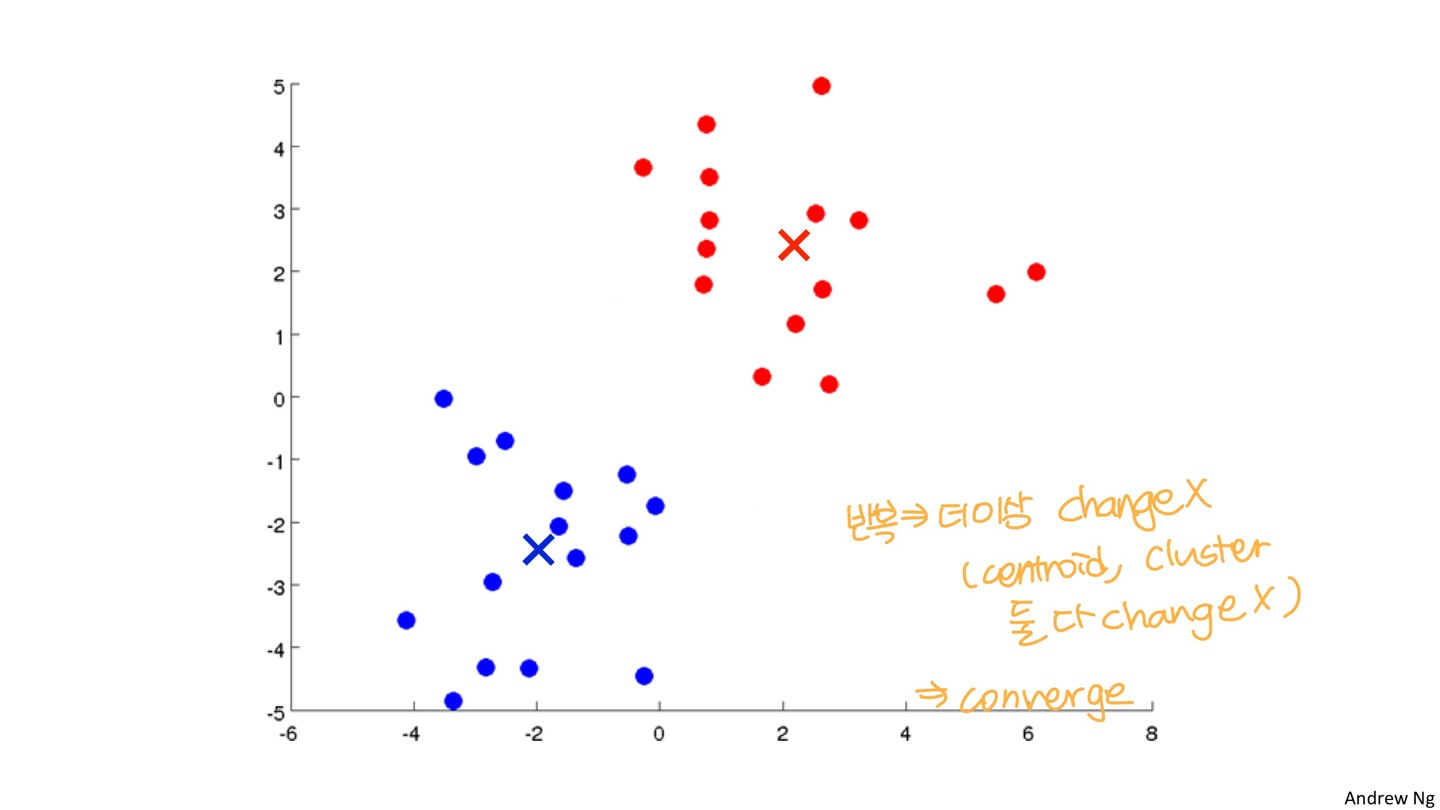 5
4
3
2
1
0
-1
-2
-3
-4
-5
-6 -4 -2 0 2 4 6 8
반복⇒ 더이상 change X
(centroid, cluster
둘 다 change X)
⇒ converge
Andrew Ng